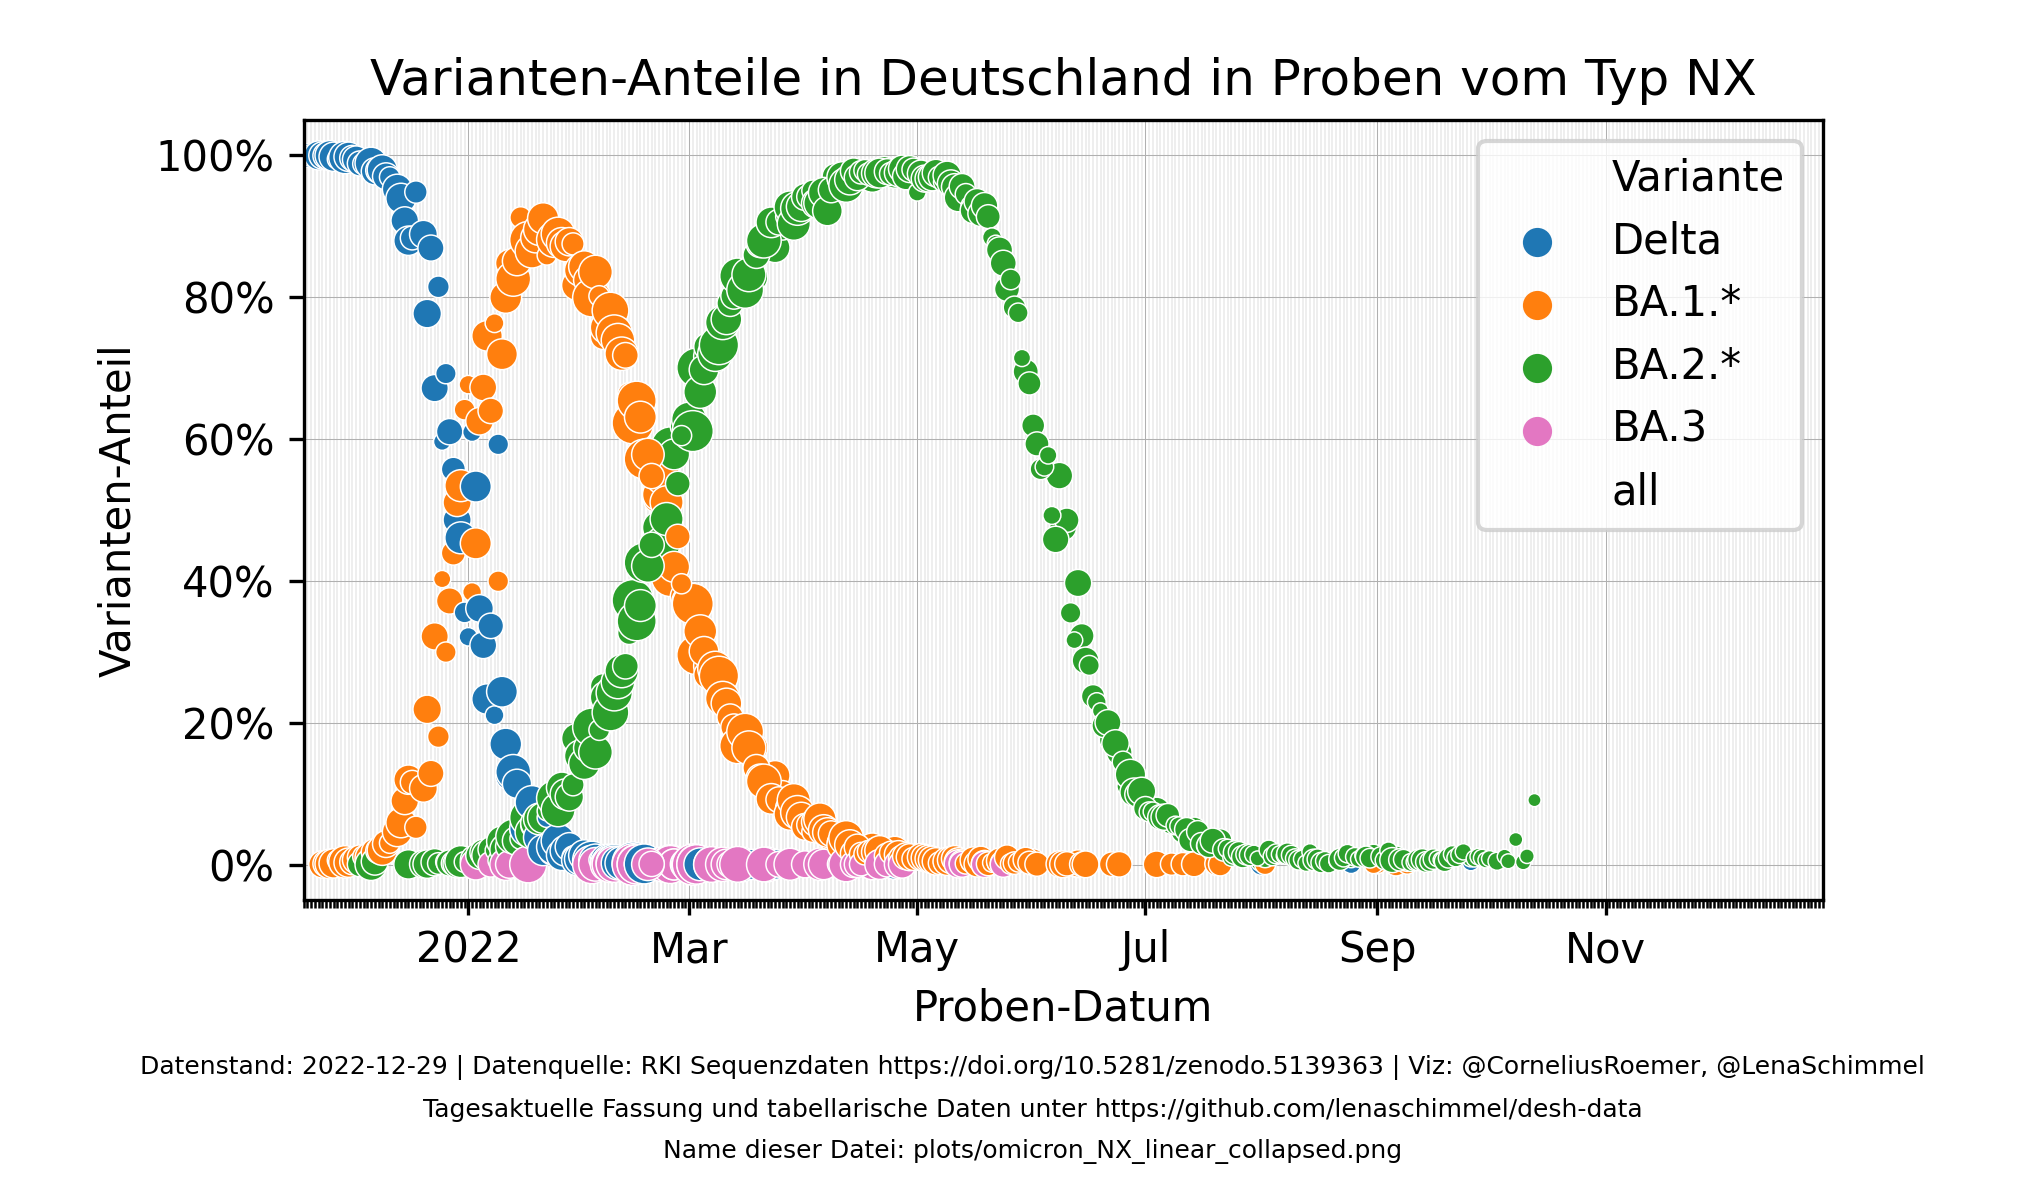 Varianten-Anteile in Deutschland in Proben vom Typ NX
Varianten-Anteil
100%
80%
60%
40%
20%
0%
Variante
Delta
BA.1.*
BA.2.*
BA.3
all
2022 Mar May Jul Sep Nov
Proben-Datum
Datenstand: 2022-12-29 | Datenquelle: RKI Sequenzdaten https://doi.org/10.5281/zenodo.5139363 | Viz: @CorneliusRoemer, @LenaSchimmel
Tagesaktuelle Fassung und tabellarische Daten unter https://github.com/lenaschimmel/desh-data
Name dieser Datei: plots/omicron_NX_linear_collapsed.png